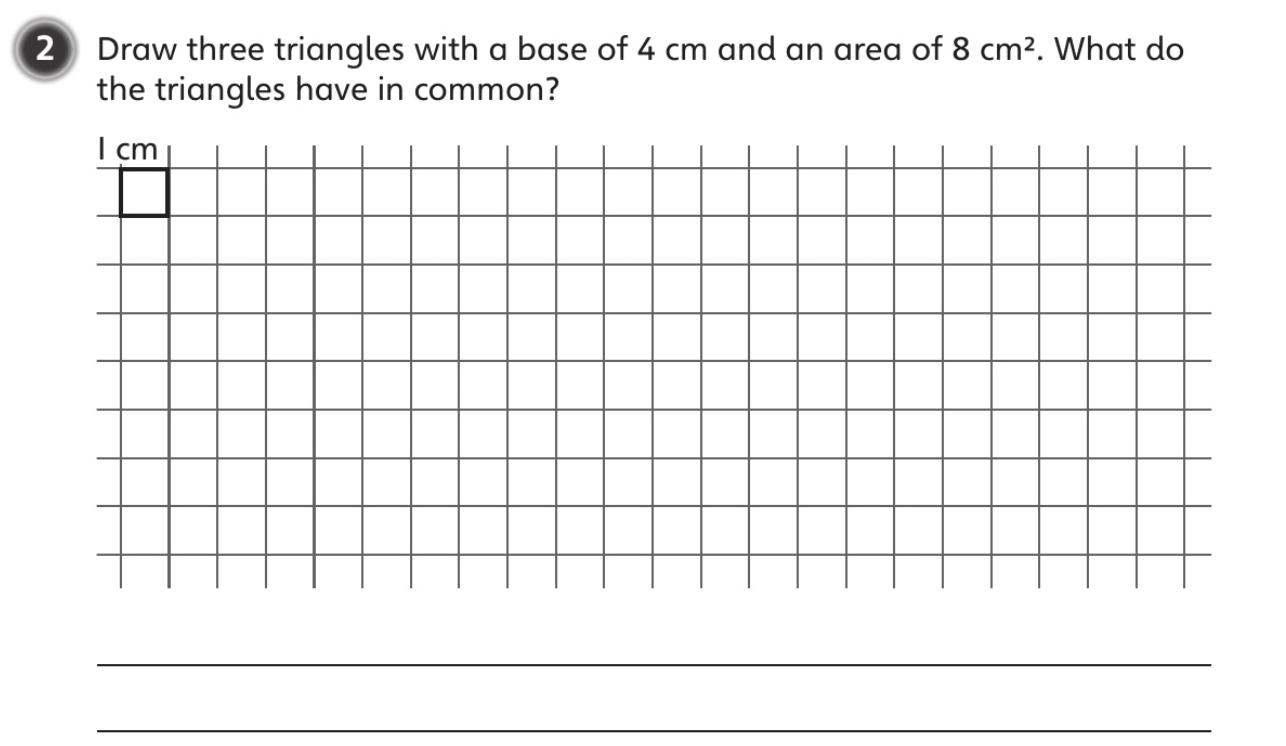 2 Draw three triangles with a base of 4 cm and an area of 8 cm². What do
the triangles have in common?
1 cm